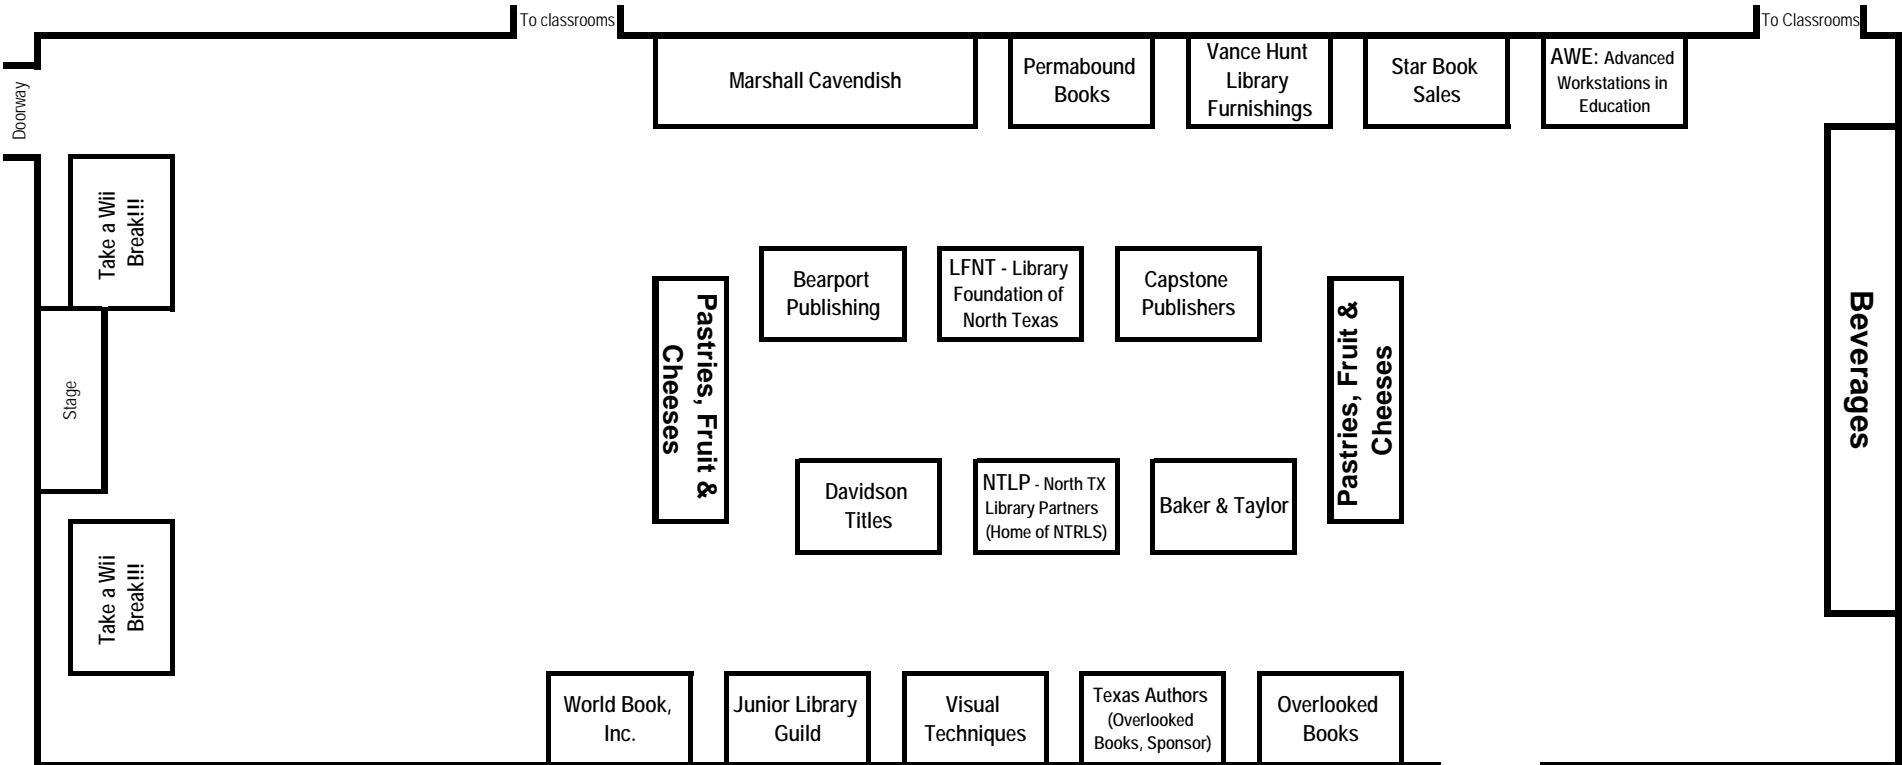 To classrooms
To Classrooms
Doorway
Marshall Cavendish
Permabound
Books
Vance Hunt
Library
Furnishings
Star Book
Sales
AWE: Advanced
Workstations in
Education
Take a Wii
Break!!!
Bearport
Publishing
LFNT - Library
Foundation of
North Texas
Capstone
Publishers
Pastries, Fruit &
Cheeses
Pastries, Fruit &
Cheeses
Beverages
Stage
Davidson
Titles
NTLP - North TX
Library Partners
(Home of NTRLS)
Baker & Taylor
Take a Wii
Break!!!
World Book,
Inc.
Junior Library
Guild
Visual
Techniques
Texas Authors
(Overlooked
Books, Sponsor)
Overlooked
Books